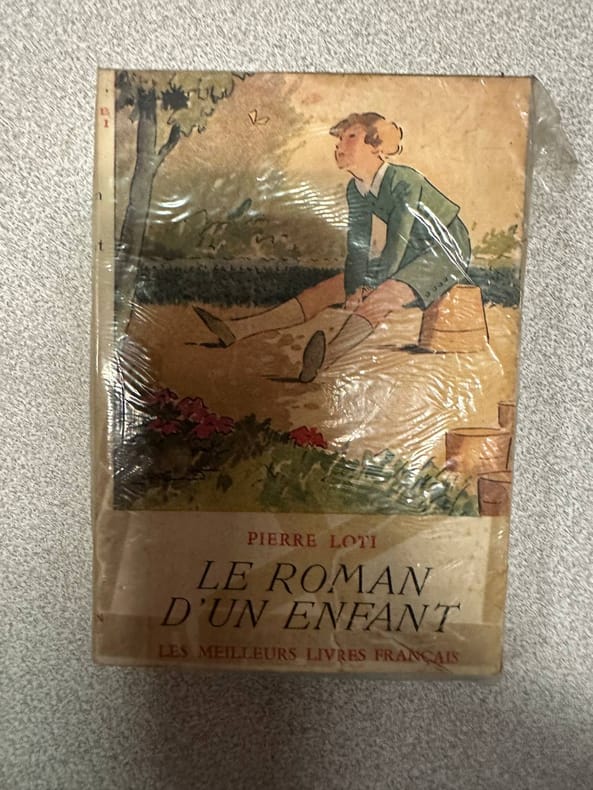 PIERRE LOTI
LE ROMAN
D'UN ENFANT
LES MEILLEURS LIVRES FRANÇAIS